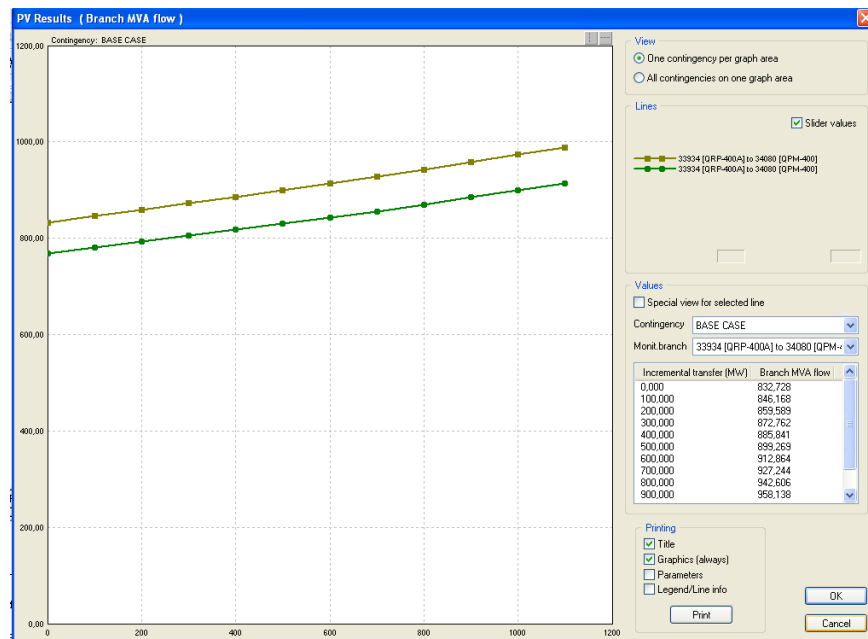 PV Results ( Branch MVA flow )
Contingency: BASE CASE
1200,00
1000,00
800,00
600,00
400,00
200,00
0,00
0 200 400 600 800 1000 1200
View
One contingency per graph area
All contingencies on one graph area
Lines
Slider values
33934 [QRP-400A] to 34080 [QPM-400]
33934 [QRP-400A] to 34080 [QPM-400]
Values
Special view for selected line
Contingency BASE CASE
Monit.branch 33934 [QRP-400A] to 34080 [QPM-
Incremental transfer (MW) Branch MVA flow
0,000 832,728
100,000 846,168
200,000 859,589
300,000 872,762
400,000 885,841
500,000 899,269
600,000 912,864
700,000 927,244
800,000 942,606
900,000 958,138
Printing
Title
Graphics (always)
Parameters
Legend/Line info
Print
OK
Cancel